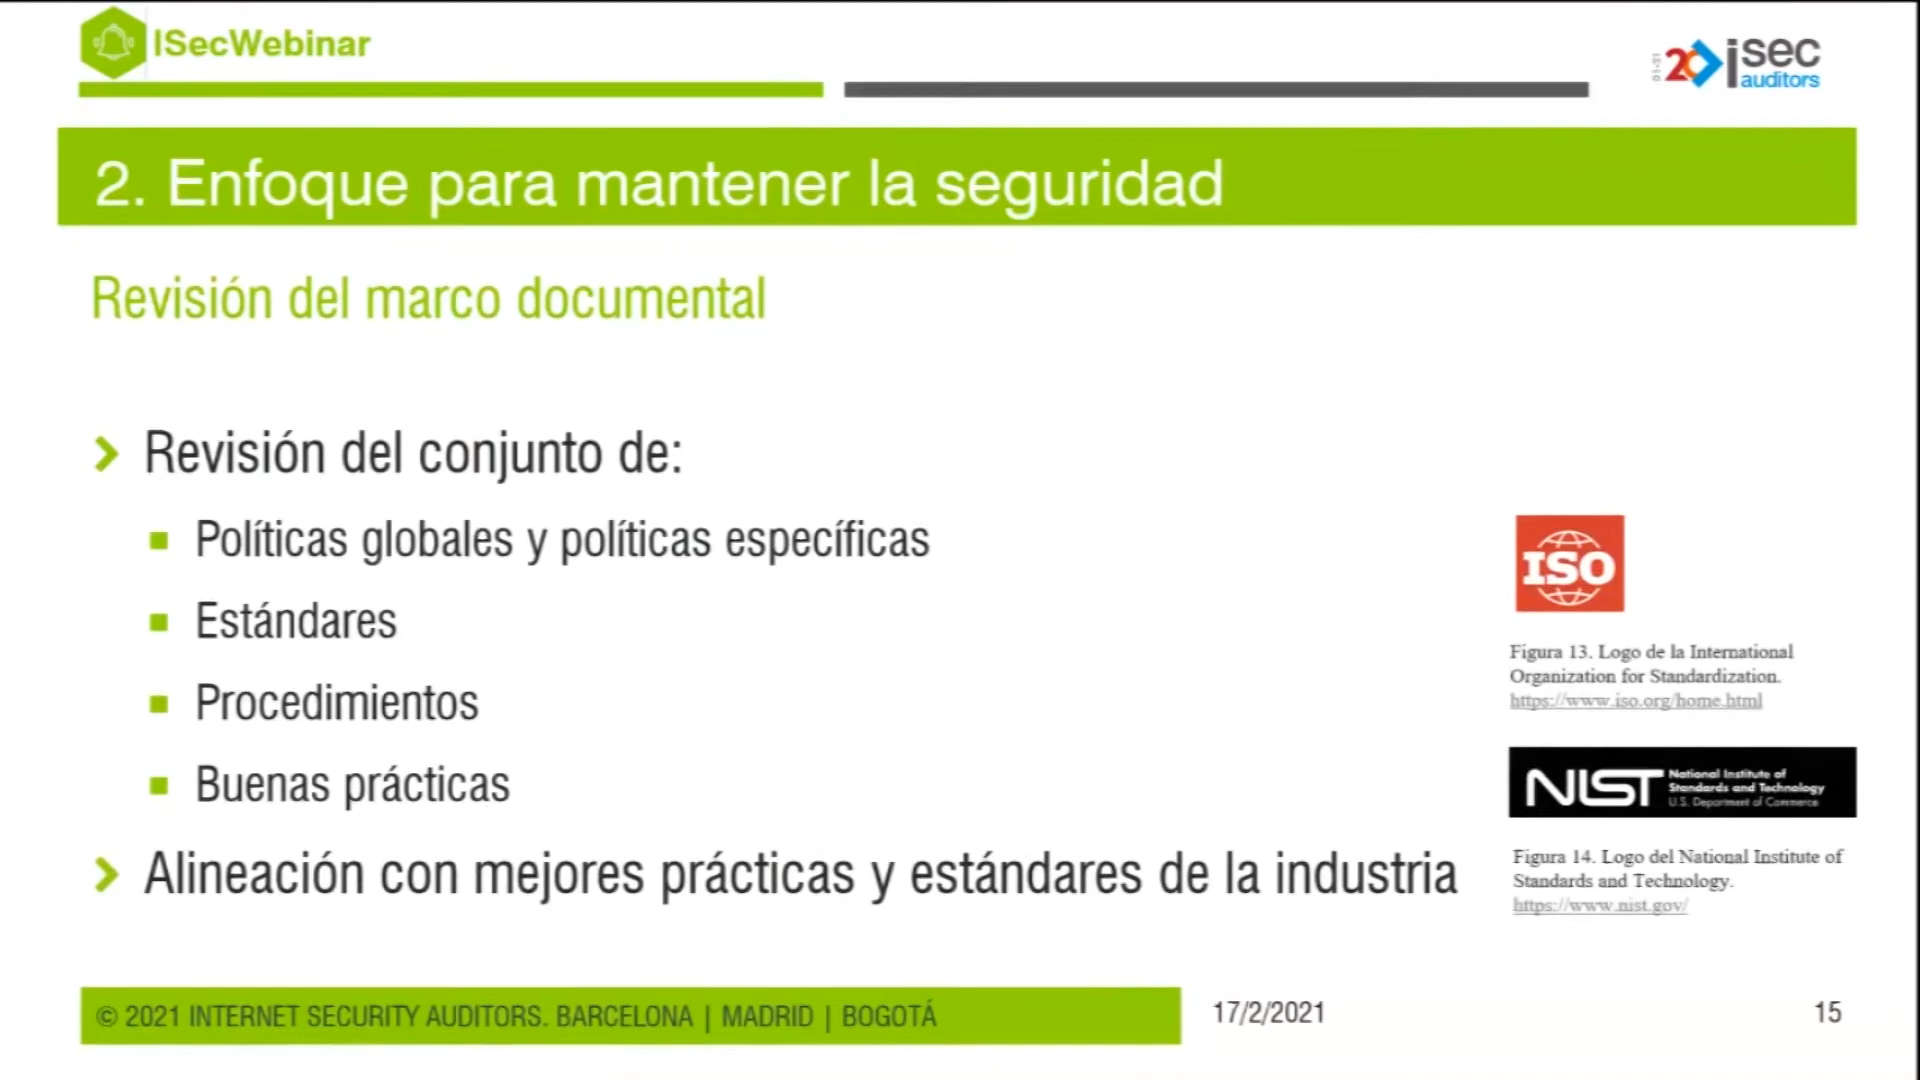 ISecWebinar
20 isec
auditors
2. Enfoque para mantener la seguridad
Revisión del marco documental
Revisión del conjunto de:
Políticas globales y políticas específicas
Estándares
Procedimientos
Buenas prácticas
Alineación con mejores prácticas y estándares de la industria
ISO
Figura 13. Logo de la International
Organization for Standardization.
https://www.iso.org/home.html
NIST National Institute of
Standards and Technology
U.S. Department of Commerce
Figura 14. Logo del National Institute of
Standards and Technology.
https://www.nist.gov/
© 2021 INTERNET SECURITY AUDITORS. BARCELONA | MADRID | BOGOTÁ
17/2/2021
15